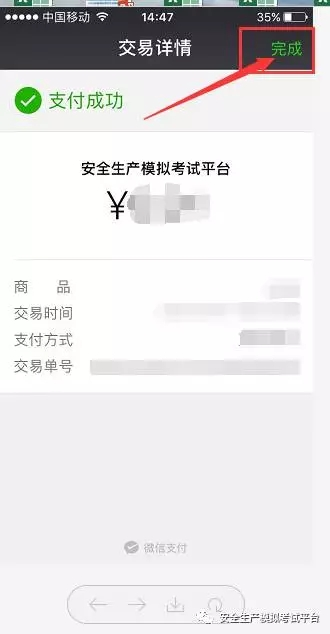 中国移动 14:47 35%
交易详情 完成
支付成功
安全生产模拟考试平台
¥
商 品
交易时间
支付方式
交易单号
微信支付
安全生产模拟考试平台